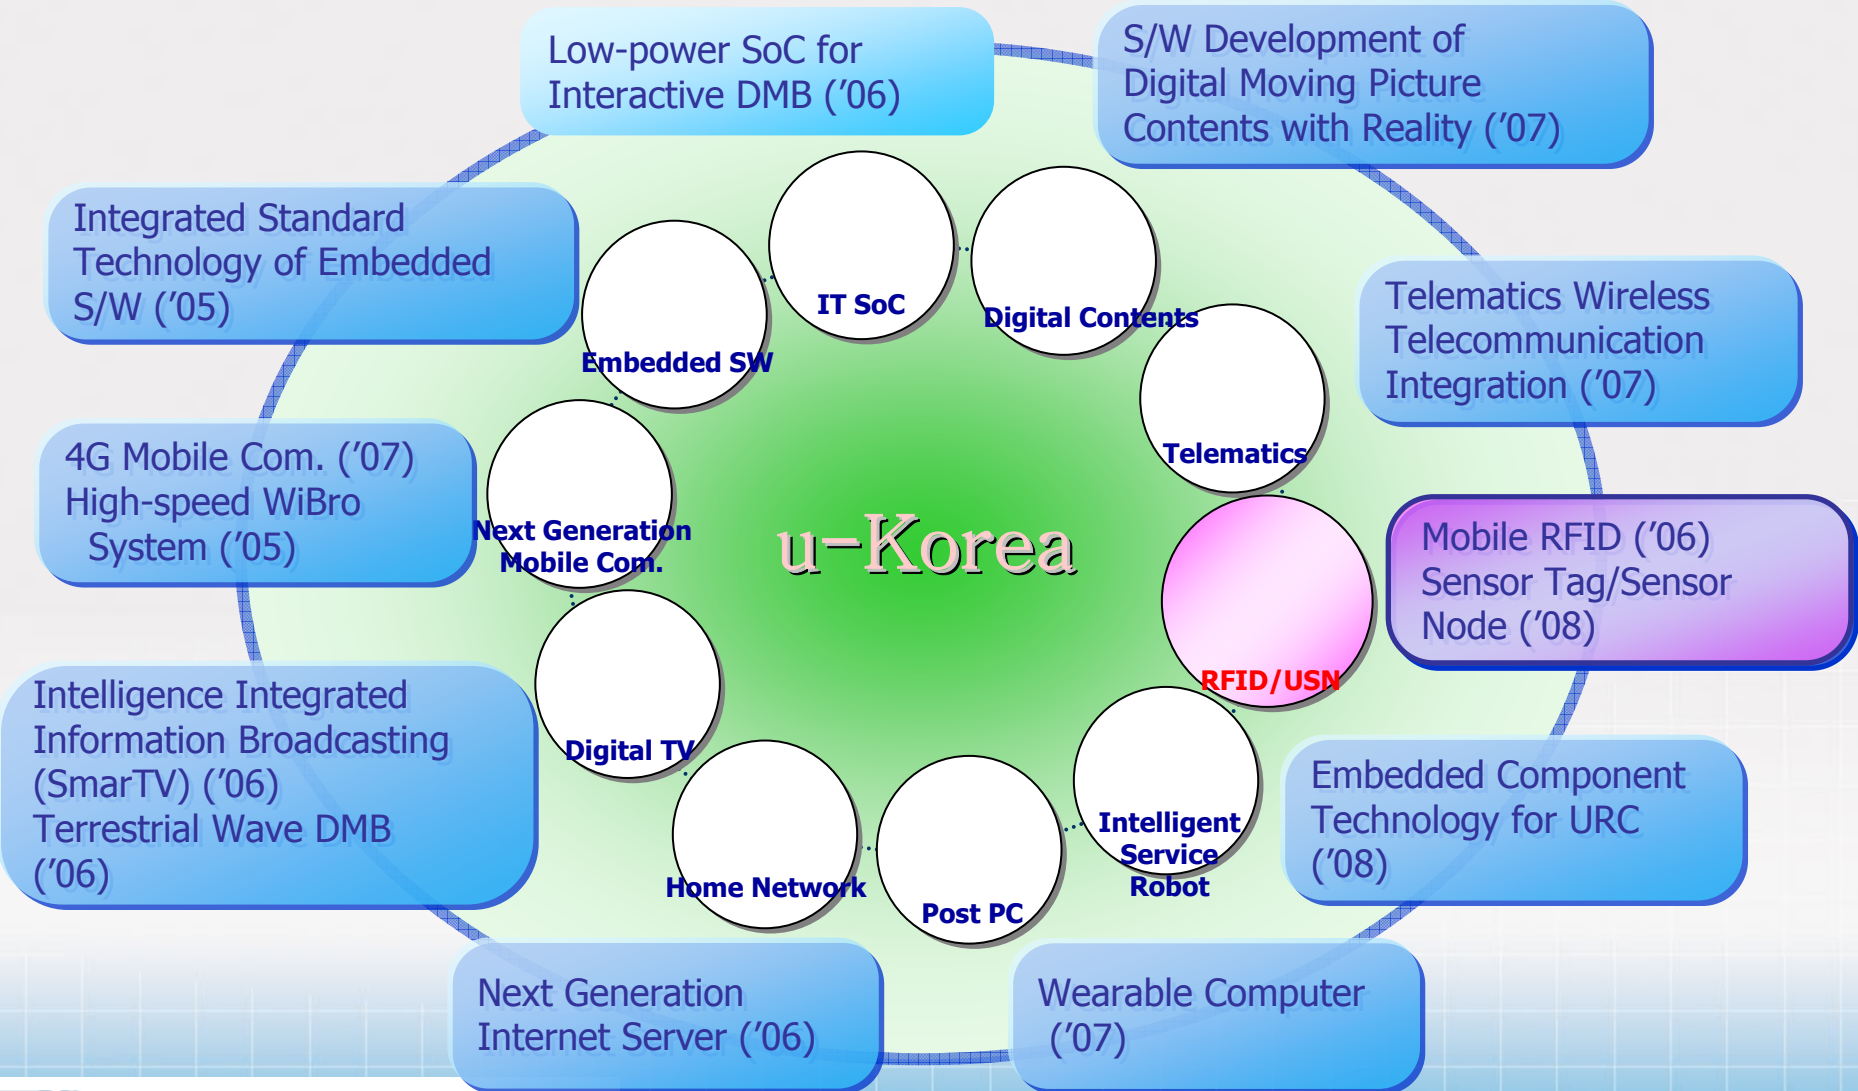 Low-power SoC for
Interactive DMB (’06)
S/W Development of
Digital Moving Picture
Contents with Reality (’07)
Integrated Standard
Technology of Embedded
S/W (’05)
Telematics Wireless
Telecommunication
Integration (’07)
IT SoC
Digital Contents
Embedded SW
Telematics
4G Mobile Com. (’07)
High-speed WiBro
System (’05)
Next Generation
Mobile Com.
u-Korea
Mobile RFID (’06)
Sensor Tag/Sensor
Node (’08)
RFID/USN
Intelligence Integrated
Information Broadcasting
(SmarTV) (’06)
Terrestrial Wave DMB
(’06)
Digital TV
Home Network
Post PC
Intelligent
Service
Robot
Embedded Component
Technology for URC
(’08)
Next Generation
Internet Server (’06)
Wearable Computer
(’07)